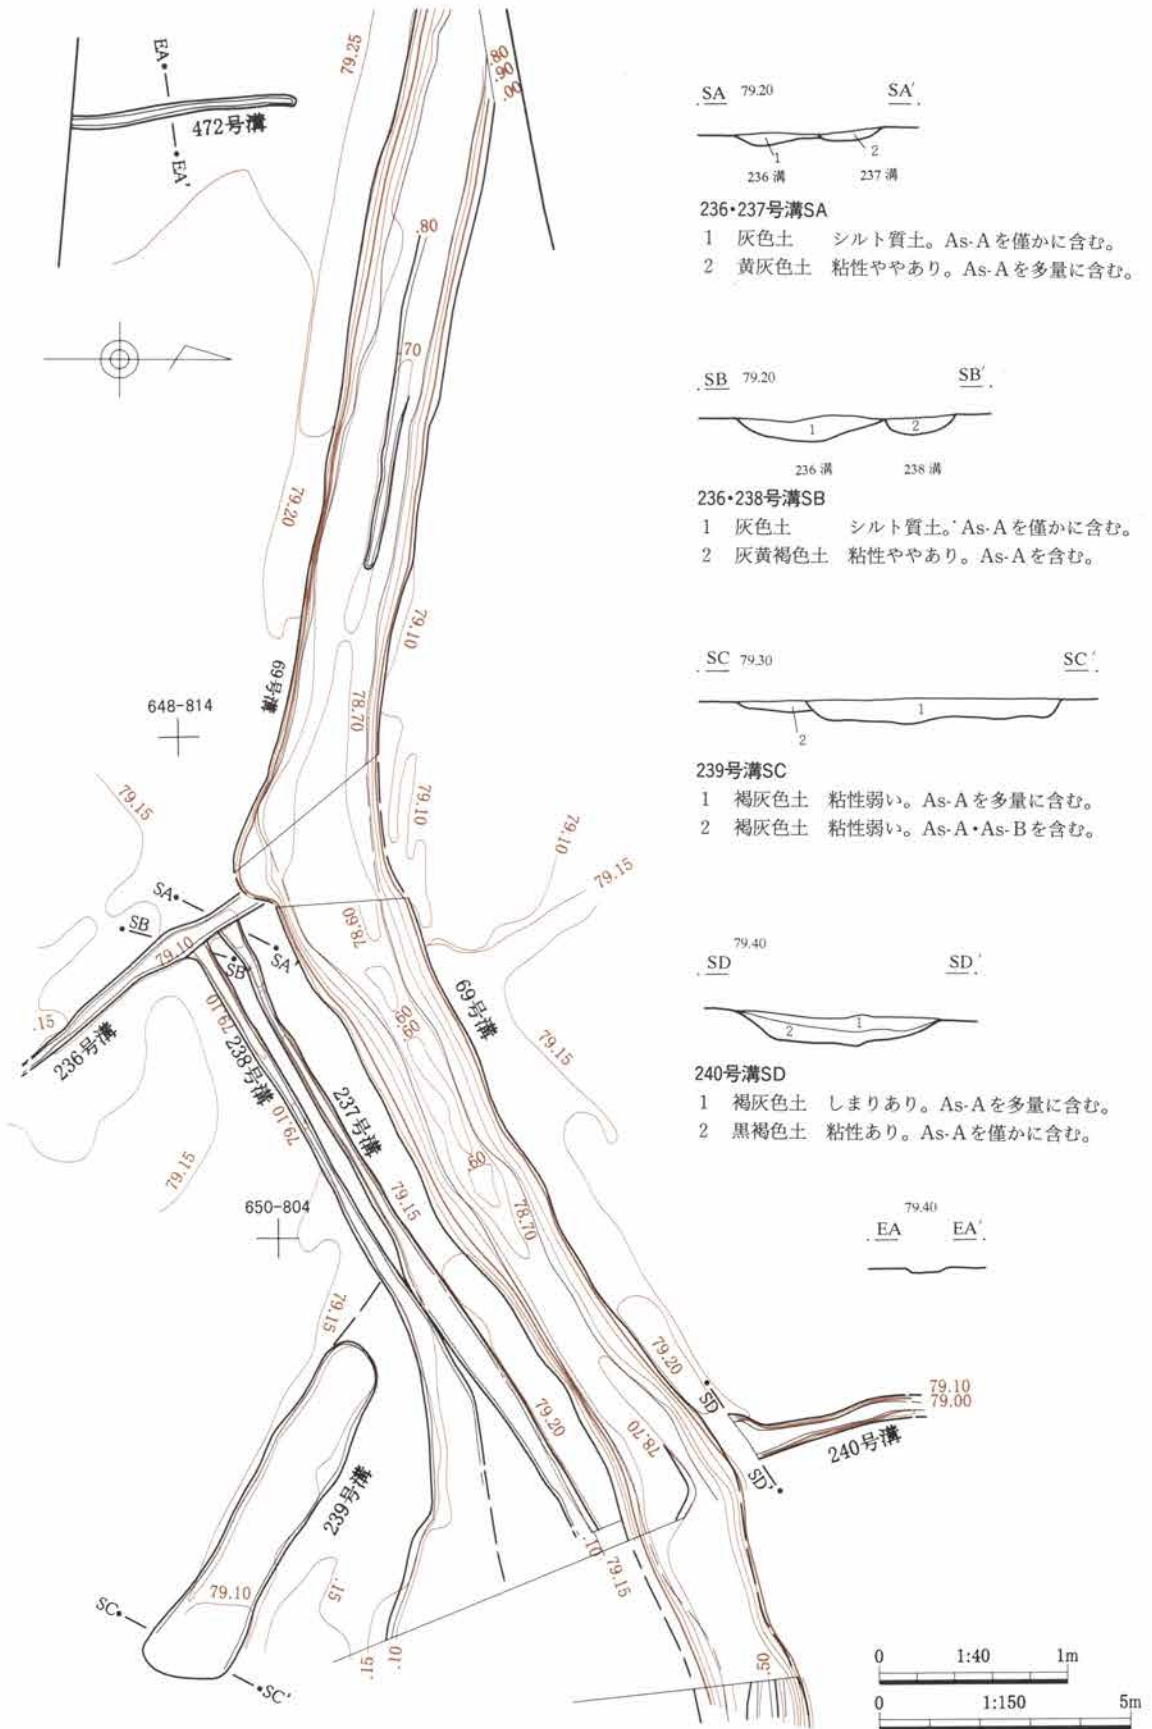 EA
472号溝
EA′
79.25
.80
.90
.00
.80
.70
79.20
79.10
69号溝
78.70
648-814
79.15
79.10
79.10
79.15
SA
SB
79.10
SA′
SB′
78.60
.15
236号溝
79.10
238号溝
79.10
237号溝
69号溝
79.15
.60
.60
78.70
79.15
79.15
650-804
79.15
79.20
79.20
78.70
SD
SD′
79.10
79.00
240号溝
239号溝
79.10
SC
SC′
.15
.15
.10
.10
79.15
.50
SA 79.20 SA′
1
2
236溝 237溝
236・237号溝SA
1 灰色土 シルト質土。As-Aを僅かに含む。
2 黄灰色土 粘性ややあり。As-Aを多量に含む。
SB 79.20 SB′
1
2
236溝 238溝
236・238号溝SB
1 灰色土 シルト質土。As-Aを僅かに含む。
2 灰黄褐色土 粘性ややあり。As-Aを含む。
SC 79.30 SC′
1
2
239号溝SC
1 褐灰色土 粘性弱い。As-Aを多量に含む。
2 褐灰色土 粘性弱い。As-A・As-Bを含む。
79.40
SD SD′
1
2
240号溝SD
1 褐灰色土 しまりあり。As-Aを多量に含む。
2 黒褐色土 粘性あり。As-Aを僅かに含む。
79.40
EA EA′
0 1:40 1m
0 1:150 5m